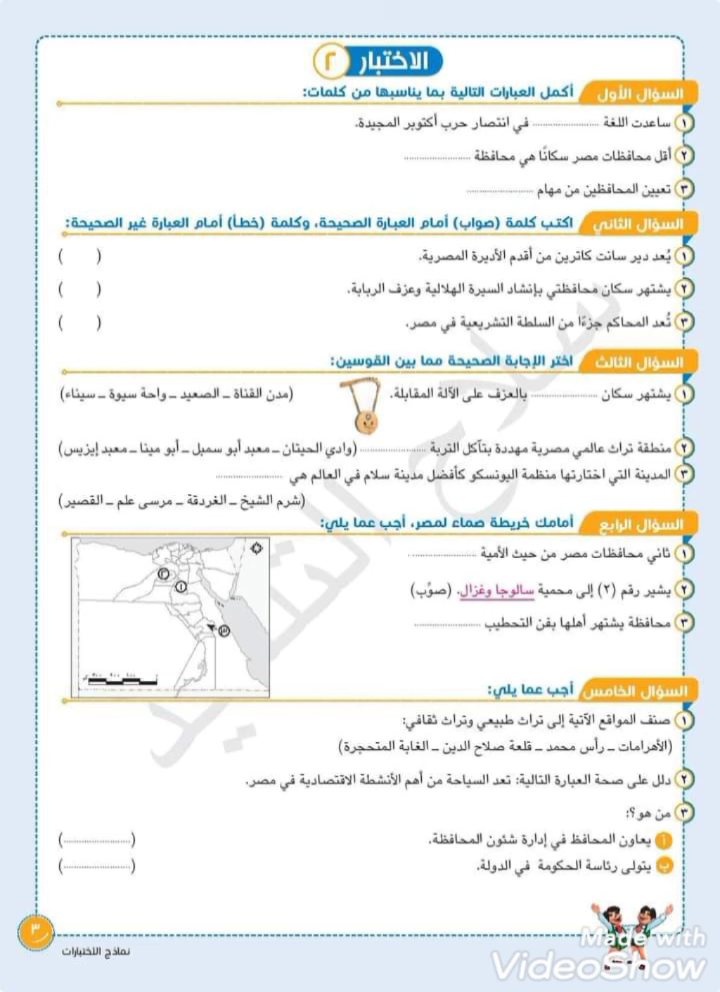 الاختبار ٢
السؤال الأول أكمل العبارات التالية بما يناسبها من كلمات:
١ ساعدت اللغة .................... في انتصار حرب أكتوبر المجيدة.
٢ أقل محافظات مصر سكانًا هي محافظة ....................
٣ تعيين المحافظين من مهام ....................
السؤال الثاني اكتب كلمة (صواب) أمام العبارة الصحيحة، وكلمة (خطأ) أمام العبارة غير الصحيحة:
١ يُعد دير سانت كاترين من أقدم الأديرة المصرية. ( )
٢ يشتهر سكان محافظتي بإنشاد السيرة الهلالية وعزف الربابة. ( )
٣ تُعد المحاكم جزءًا من السلطة التشريعية في مصر. ( )
السؤال الثالث اختر الإجابة الصحيحة مما بين القوسين:
١ يشتهر سكان .................... بالعزف على الآلة المقابلة. (مدن القناة – الصعيد – واحة سيوة – سيناء)
٢ منطقة تراث عالمي مصرية مهددة بتآكل التربة .................... (وادي الحيتان – معبد أبو سمبل – أبو مينا – معبد إيزيس)
٣ المدينة التي اختارتها منظمة اليونسكو كأفضل مدينة سلام في العالم هي ....................
(شرم الشيخ – الغردقة – مرسى علم – القصير)
السؤال الرابع أمامك خريطة صماء لمصر، أجب عما يلي:
١ ثاني محافظات مصر من حيث الأمية ....................
٢ يشير رقم (٢) إلى محمية سالوجا وغزال. (صوِّب)
٣ محافظة يشتهر أهلها بفن التحطيب ....................
٢
١
٣
السؤال الخامس أجب عما يلي:
١ صنف المواقع الآتية إلى تراث طبيعي وتراث ثقافي:
(الأهرامات – رأس محمد – قلعة صلاح الدين – الغابة المتحجرة)
٢ دلل على صحة العبارة التالية: تعد السياحة من أهم الأنشطة الاقتصادية في مصر.
٣ من هو؟:
أ يعاون المحافظ في إدارة شئون المحافظة. (....................)
ب يتولى رئاسة الحكومة في الدولة. (....................)
سلاح التلميذ
٣
نماذج الاختبارات
Made with
VideoShow